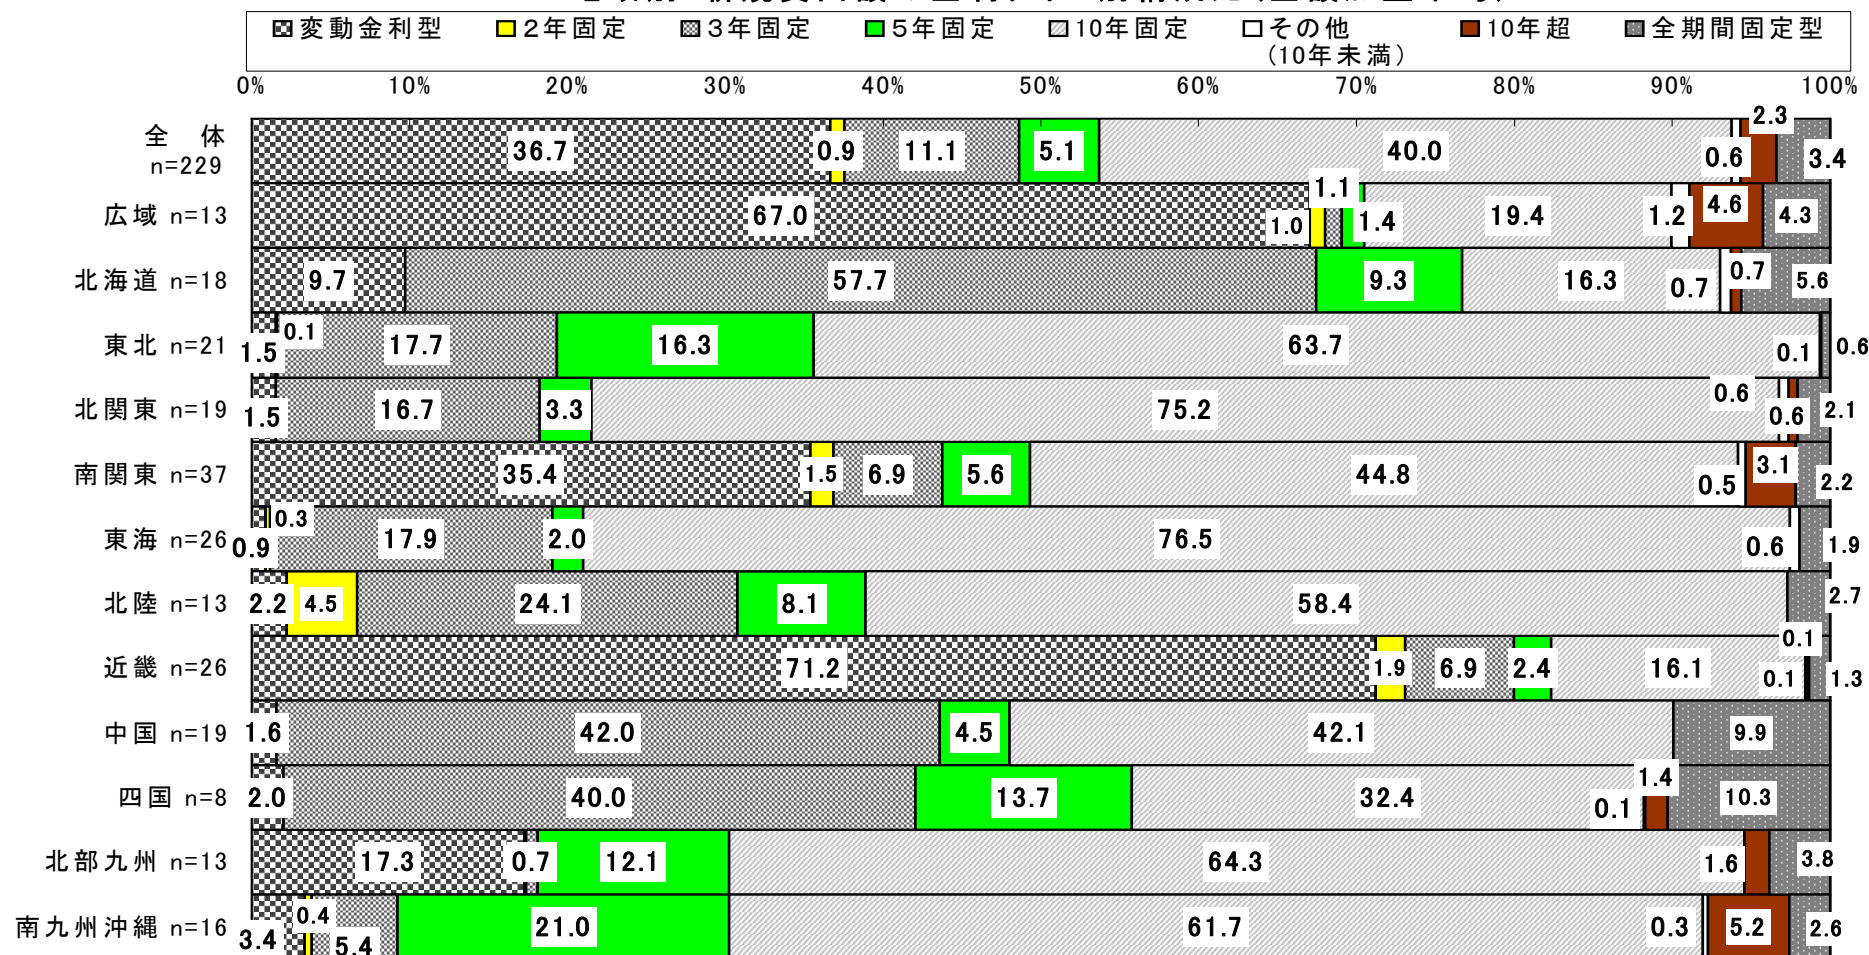 変動金利型 2年固定 3年固定 5年固定 10年固定 その他 10年超 全期間固定型
(10年未満)
0% 10% 20% 30% 40% 50% 60% 70% 80% 90% 100%
全 体
n=229
36.7 0.9 11.1 5.1 40.0 0.6 2.3 3.4
広域 n=13 67.0 1.0 1.1 1.4 19.4 1.2 4.6 4.3
北海道 n=18 9.7 57.7 9.3 16.3 0.7 0.7 5.6
東北 n=21 1.5 0.1 17.7 16.3 63.7 0.1 0.6
北関東 n=19 1.5 16.7 3.3 75.2 0.6 0.6 2.1
南関東 n=37 35.4 1.5 6.9 5.6 44.8 0.5 3.1 2.2
東海 n=26 0.9 0.3 17.9 2.0 76.5 0.6 1.9
北陸 n=13 2.2 4.5 24.1 8.1 58.4 2.7
近畿 n=26 71.2 1.9 6.9 2.4 16.1 0.1 0.1 1.3
中国 n=19 1.6 42.0 4.5 42.1 9.9
四国 n=8 2.0 40.0 13.7 32.4 0.1 1.4 10.3
北部九州 n=13 17.3 0.7 12.1 64.3 1.6 3.8
南九州沖縄 n=16 3.4 0.4 5.4 21.0 61.7 0.3 5.2 2.6